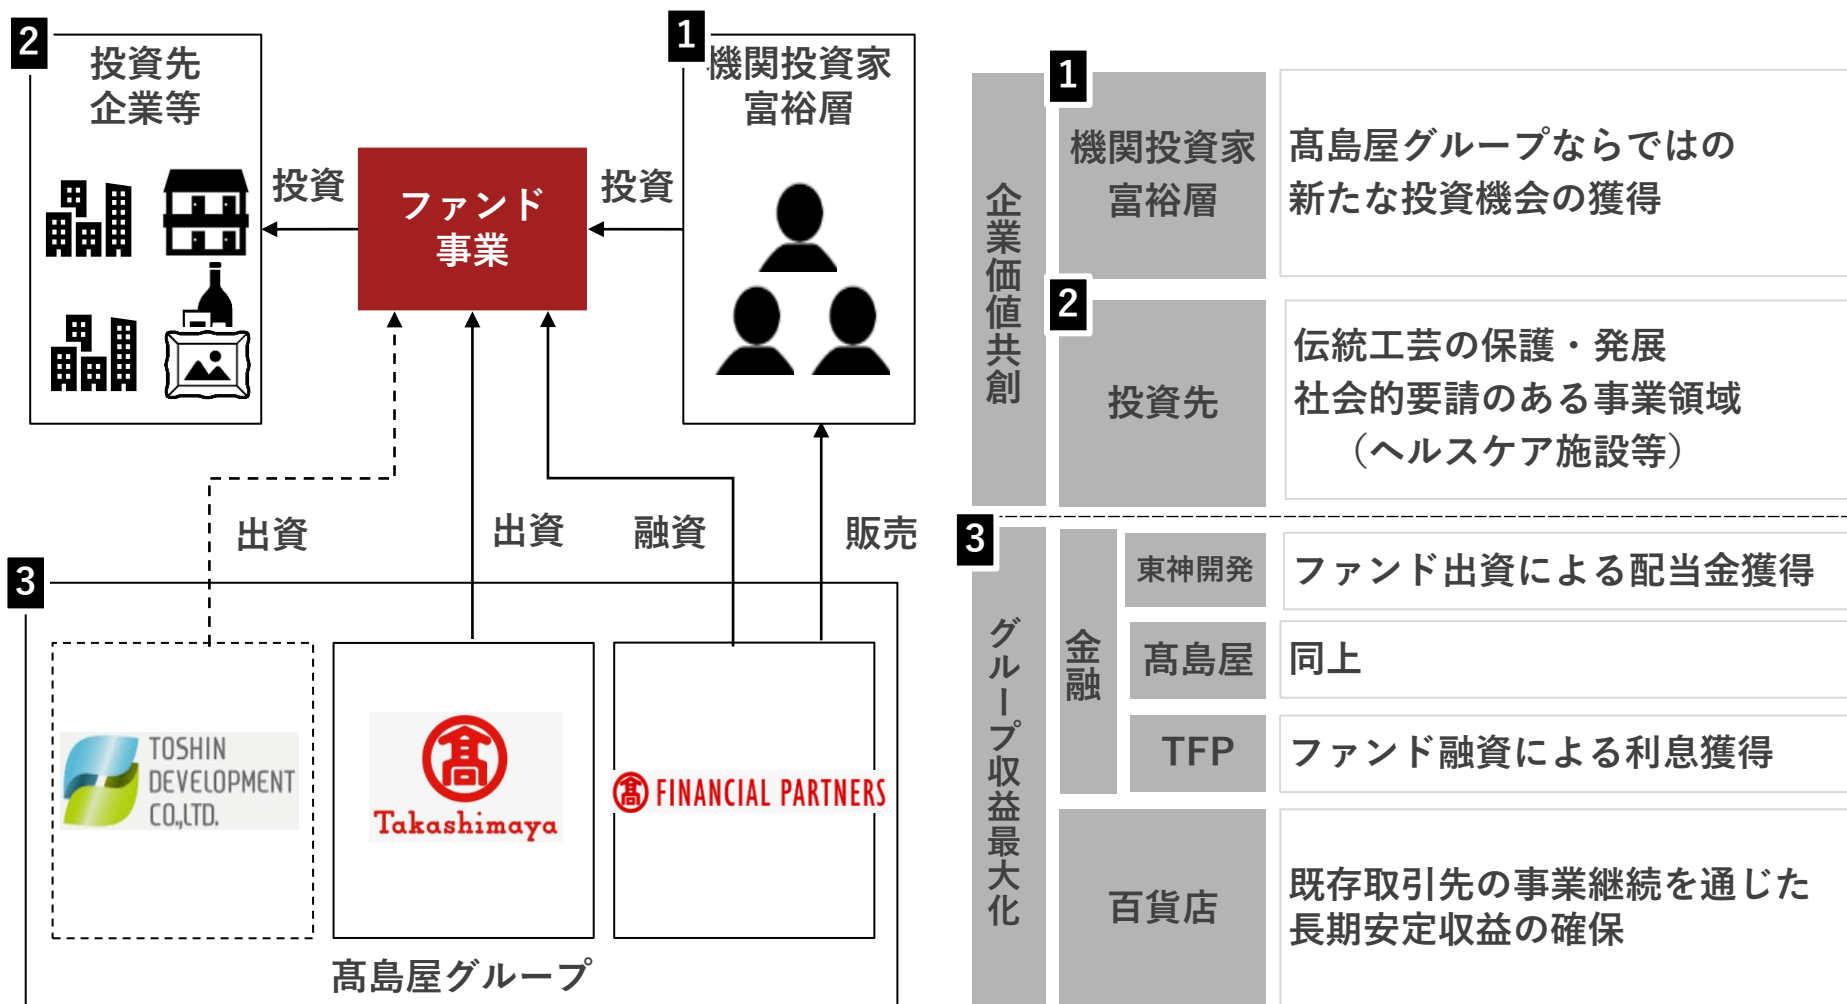 2
投資先
企業等
1
機関投資家
富裕層
投資
ファンド
事業
投資
出資
出資
融資
販売
3
TOSHIN
DEVELOPMENT
CO.,LTD.
髙
Takashimaya
髙 FINANCIAL PARTNERS
髙島屋グループ
企業価値共創
1
機関投資家
富裕層
髙島屋グループならではの
新たな投資機会の獲得
2
投資先
伝統工芸の保護・発展
社会的要請のある事業領域
（ヘルスケア施設等）
3
グループ収益最大化
金融
東神開発
ファンド出資による配当金獲得
髙島屋
同上
TFP
ファンド融資による利息獲得
百貨店
既存取引先の事業継続を通じた
長期安定収益の確保